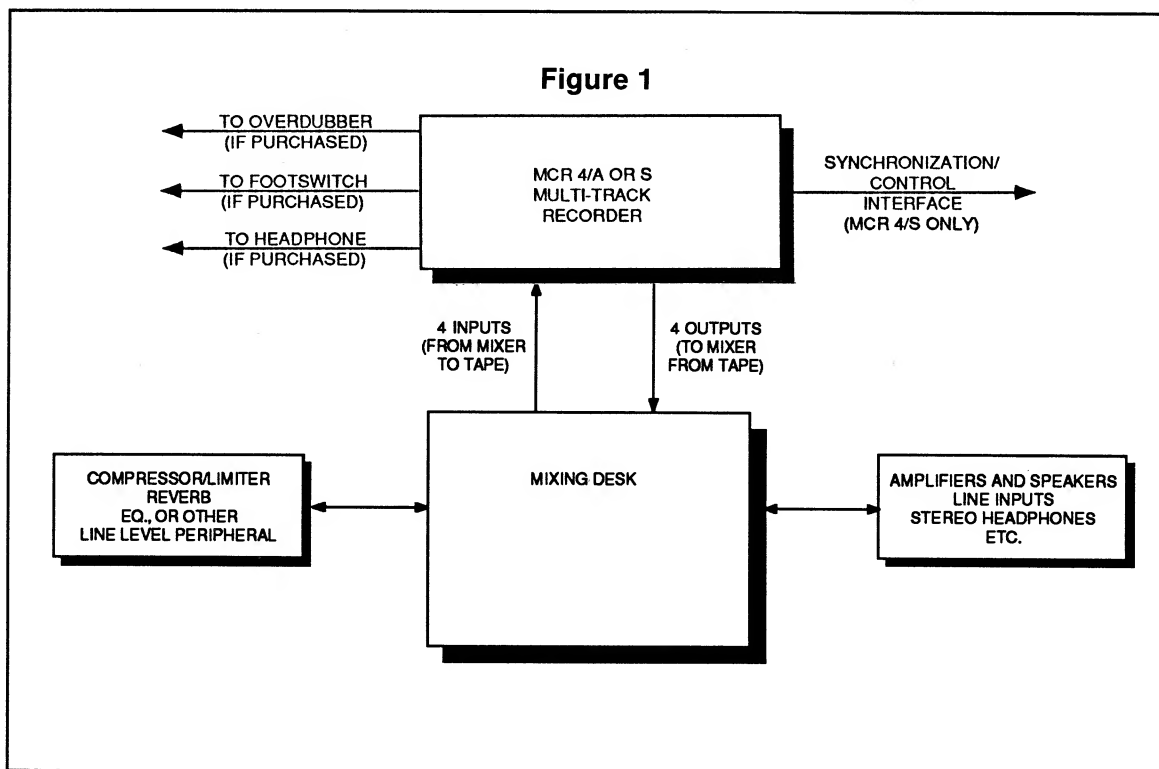 Figure 1
TO OVERDUBBER
(IF PURCHASED)
TO FOOTSWITCH
(IF PURCHASED)
TO HEADPHONE
(IF PURCHASED)
MCR 4/A OR S
MULTI-TRACK
RECORDER
SYNCHRONIZATION/
CONTROL
INTERFACE
(MCR 4/S ONLY)
4 INPUTS
(FROM MIXER
TO TAPE)
4 OUTPUTS
(TO MIXER
FROM TAPE)
COMPRESSOR/LIMITER
REVERB
EQ., OR OTHER
LINE LEVEL PERIPHERAL
MIXING DESK
AMPLIFIERS AND SPEAKERS
LINE INPUTS
STEREO HEADPHONES
ETC.